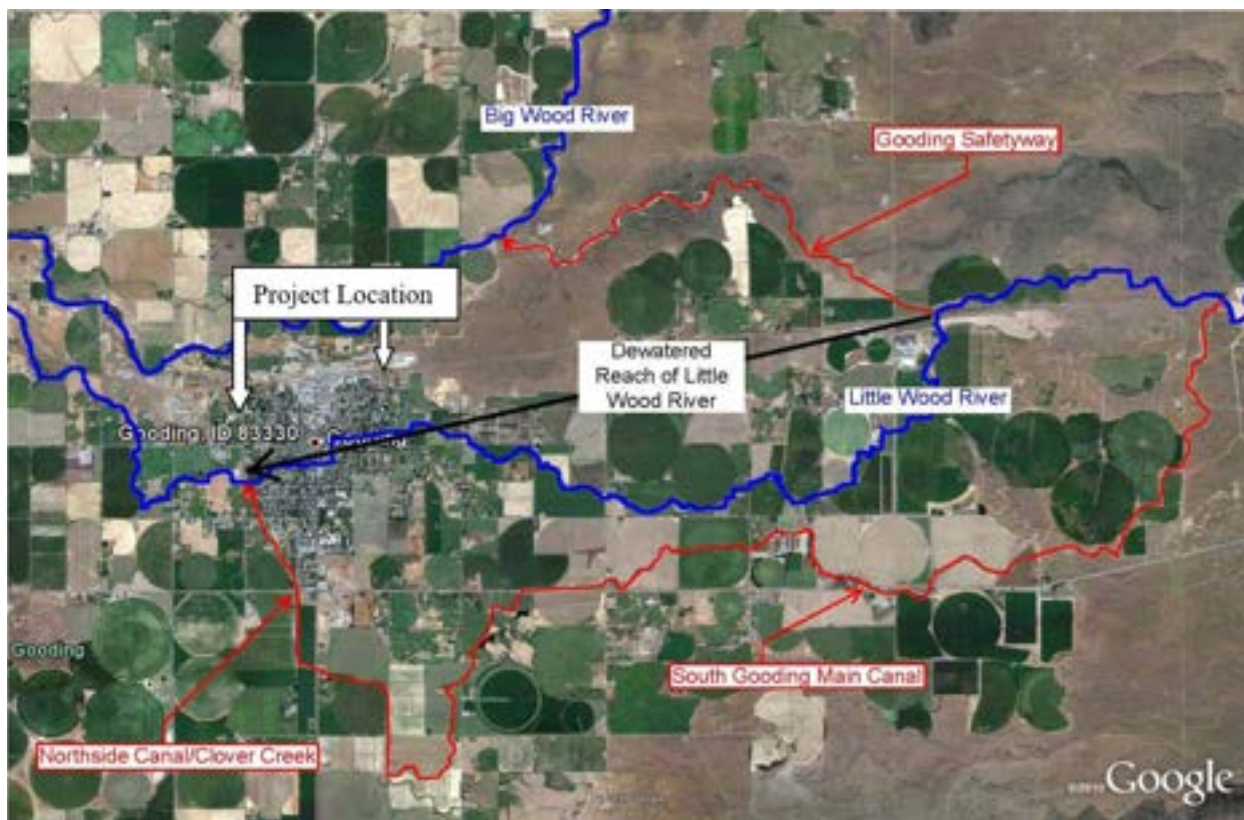 Big Wood River
Gooding Safetyway
Project Location
Dewatered
Reach of Little
Wood River
Little Wood River
Gooding, ID 83330
Gooding
South Gooding Main Canal
Northside Canal/Clover Creek
Google